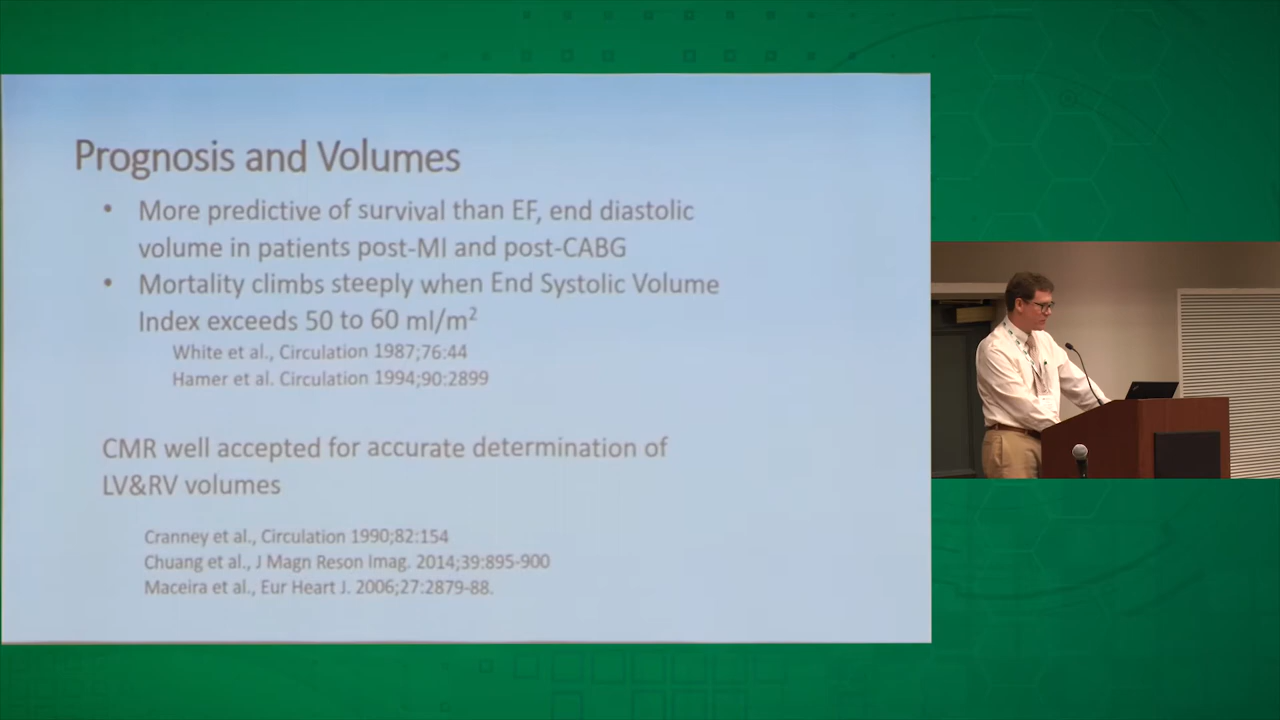 Prognosis and Volumes
• More predictive of survival than EF, end diastolic
volume in patients post-MI and post-CABG
• Mortality climbs steeply when End Systolic Volume
Index exceeds 50 to 60 ml/m²
White et al., Circulation 1987;76:44
Hamer et al. Circulation 1994;90:2899
CMR well accepted for accurate determination of
LV&RV volumes
Cranney et al., Circulation 1990;82:154
Chuang et al., J Magn Reson Imag. 2014;39:895-900
Maceira et al., Eur Heart J. 2006;27:2879-88.